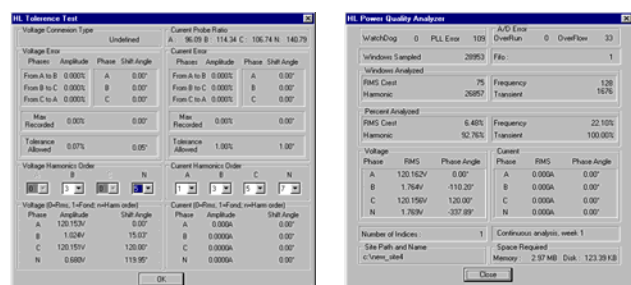 HL Tolerence Test
Voltage Connexion Type
Undefined
Current Probe Ratio
A : 96.09 B : 114.34 C : 106.74 N : 140.79
Voltage Error
Phases Amplitude Phase Shift Angle
From A to B 0.000% A 0.00°
From B to C 0.000% B 0.00°
From C to A 0.000% C 0.00°
Current Error
Phases Amplitude Phase Shift Angle
From A to B 0.000% A 0.00°
From B to C 0.000% B 0.00°
From C to A 0.000% C 0.00°
Max Recorded 0.00% 0.00°
Max Recorded 0.00% 0.00°
Tolerance Allowed 0.07% 0.05°
Tolerance Allowed 1.00% 1.00°
Voltage Harmonics Order
B N
0 3 0
Current Harmonics Order
A B C N
1 3 5 7
Voltage (0=Rms, 1=Fond, n=Harm order)
Phase Amplitude Shift Angle
A 120.153V 0.00°
B 1.024V 15.03°
C 120.151V 120.00°
N 0.680V 119.95°
Current (0=Rms, 1=Fond, n=Harm order)
Phase Amplitude Shift Angle
A 0.0000A 0.00°
B 0.0000A 0.00°
C 0.0000A 0.00°
N 0.0000A 0.00°
OK
HL Power Quality Analyzer
WatchDog 0 PLL Error 109
A/D Error
OverRun 0 OverFlow 33
Windows Sampled 28953
Fifo : 1
Windows Analyzed
RMS Crest 75 Frequency 128
Harmonic 26857 Transient 1676
Percent Analyzed
RMS Crest 6.48% Frequency 22.10%
Harmonic 92.76% Transient 100.00%
Voltage
Phase RMS Phase Angle
A 120.162V 0.00°
B 1.764V -110.20°
C 120.156V 120.00°
N 1.769V -337.89°
Current
Phase RMS Phase Angle
A 0.000A 0.00°
B 0.000A 0.00°
C 0.000A 0.00°
N 0.000A 0.00°
Number of Indices : 1
Continuous analysis, week 1
Site Path and Name
c:\new_site4
Space Required
Memory : 2.97 MB Disk : 123.39 KB
Close